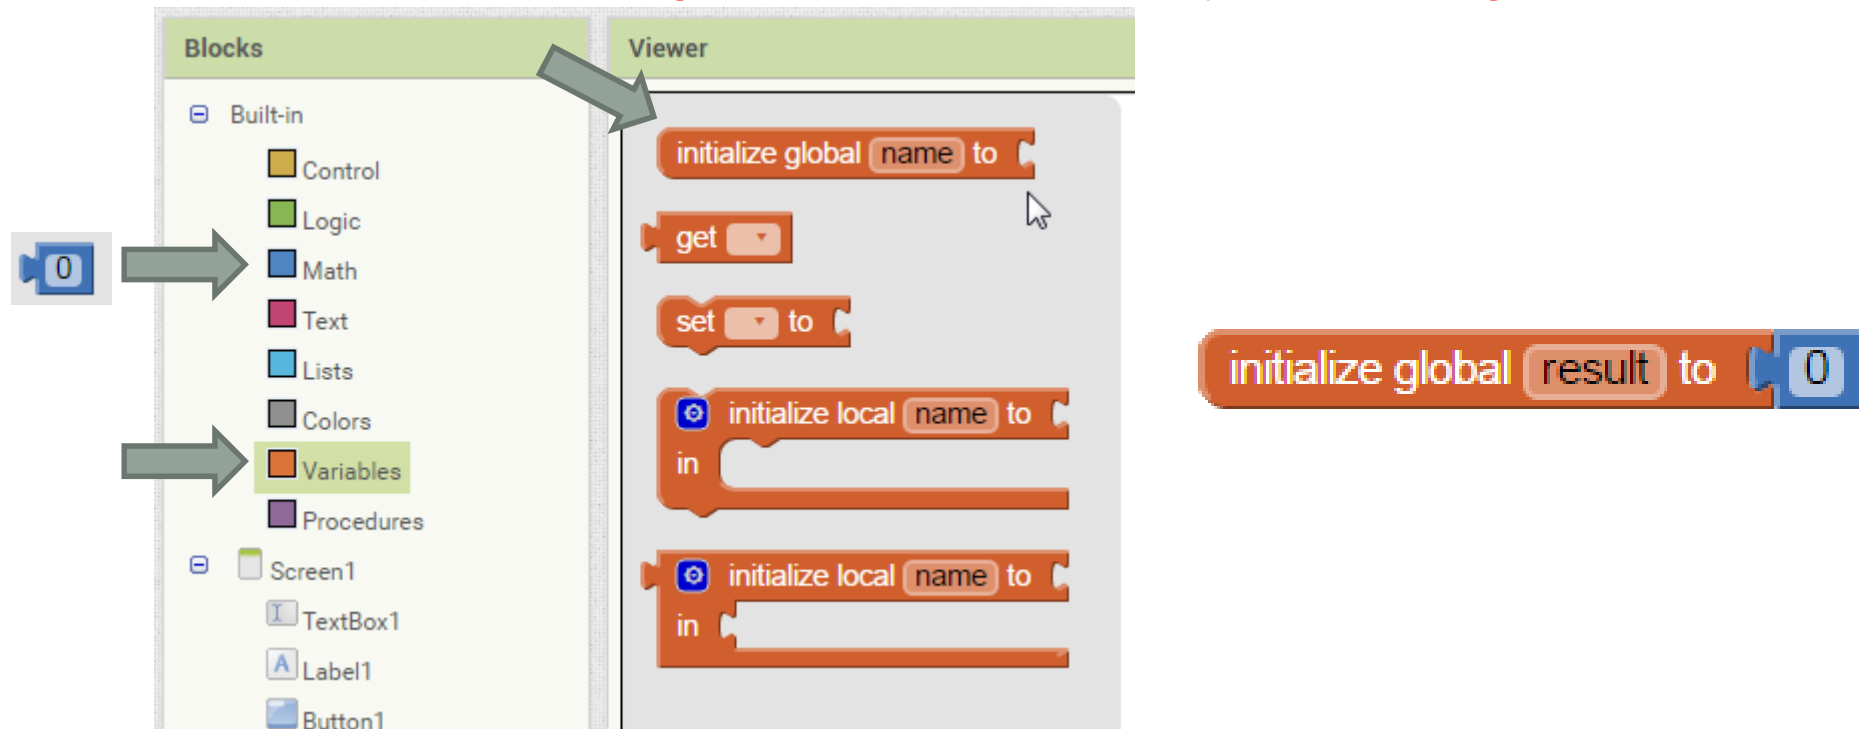 Blocks
Viewer
Built-in
Control
Logic
Math
Text
Lists
Colors
Variables
Procedures
Screen1
TextBox1
Label1
Button1
0
initialize global name to
get
set to
initialize local name to
in
initialize local name to
in
initialize global result to 0